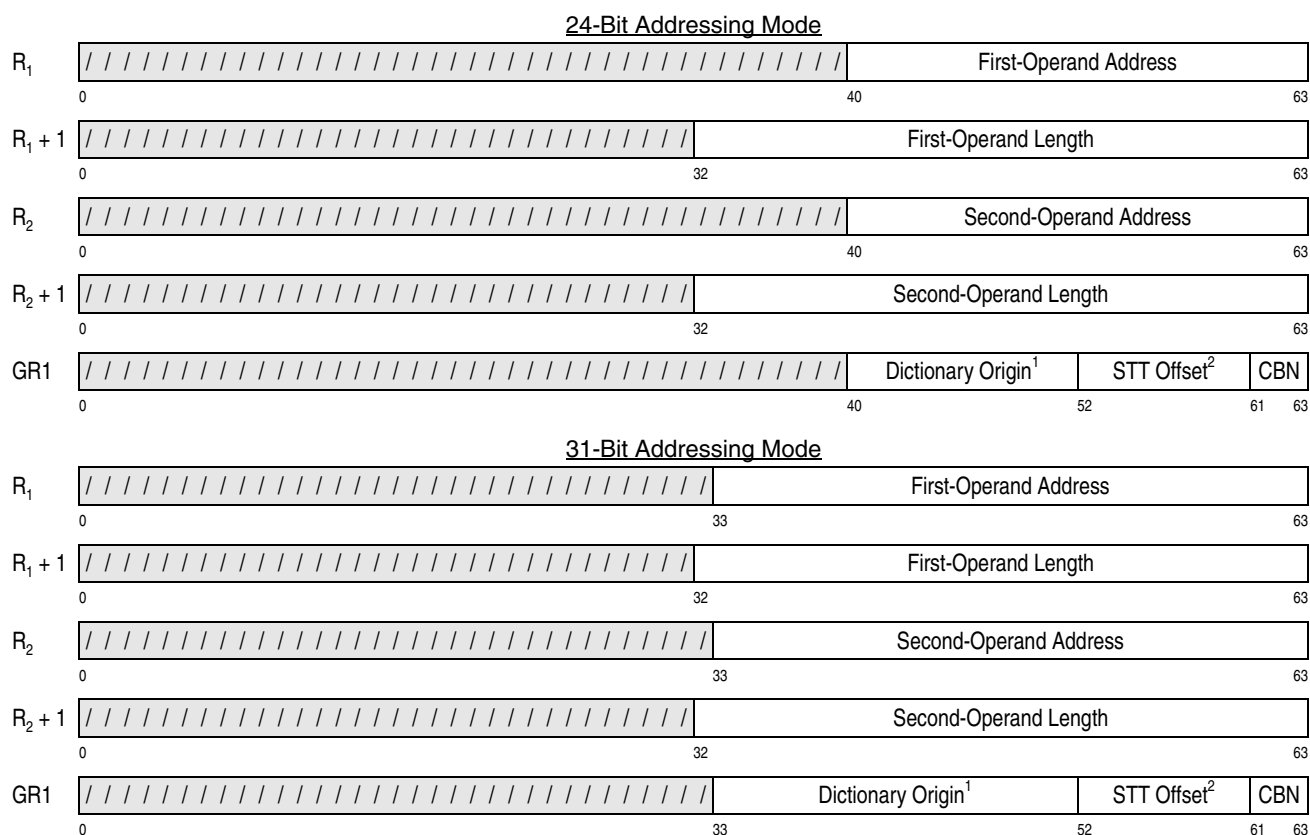 24-Bit Addressing Mode
R₁ / / / / / / / / / / / / / / / / / / / / / / / / / / / / / / / / / / / / / / / / First-Operand Address
0 40 63
R₁ + 1 / / / / / / / / / / / / / / / / / / / / / / / / / / / / / / / / First-Operand Length
0 32 63
R₂ / / / / / / / / / / / / / / / / / / / / / / / / / / / / / / / / / / / / / / / / Second-Operand Address
0 40 63
R₂ + 1 / / / / / / / / / / / / / / / / / / / / / / / / / / / / / / / / Second-Operand Length
0 32 63
GR1 / / / / / / / / / / / / / / / / / / / / / / / / / / / / / / / / / / / / / / / / Dictionary Origin¹ STT Offset² CBN
0 40 52 61 63
31-Bit Addressing Mode
R₁ / / / / / / / / / / / / / / / / / / / / / / / / / / / / / / / / / First-Operand Address
0 33 63
R₁ + 1 / / / / / / / / / / / / / / / / / / / / / / / / / / / / / / / / First-Operand Length
0 32 63
R₂ / / / / / / / / / / / / / / / / / / / / / / / / / / / / / / / / / Second-Operand Address
0 33 63
R₂ + 1 / / / / / / / / / / / / / / / / / / / / / / / / / / / / / / / / Second-Operand Length
0 32 63
GR1 / / / / / / / / / / / / / / / / / / / / / / / / / / / / / / / / / Dictionary Origin¹ STT Offset² CBN
0 33 52 61 63